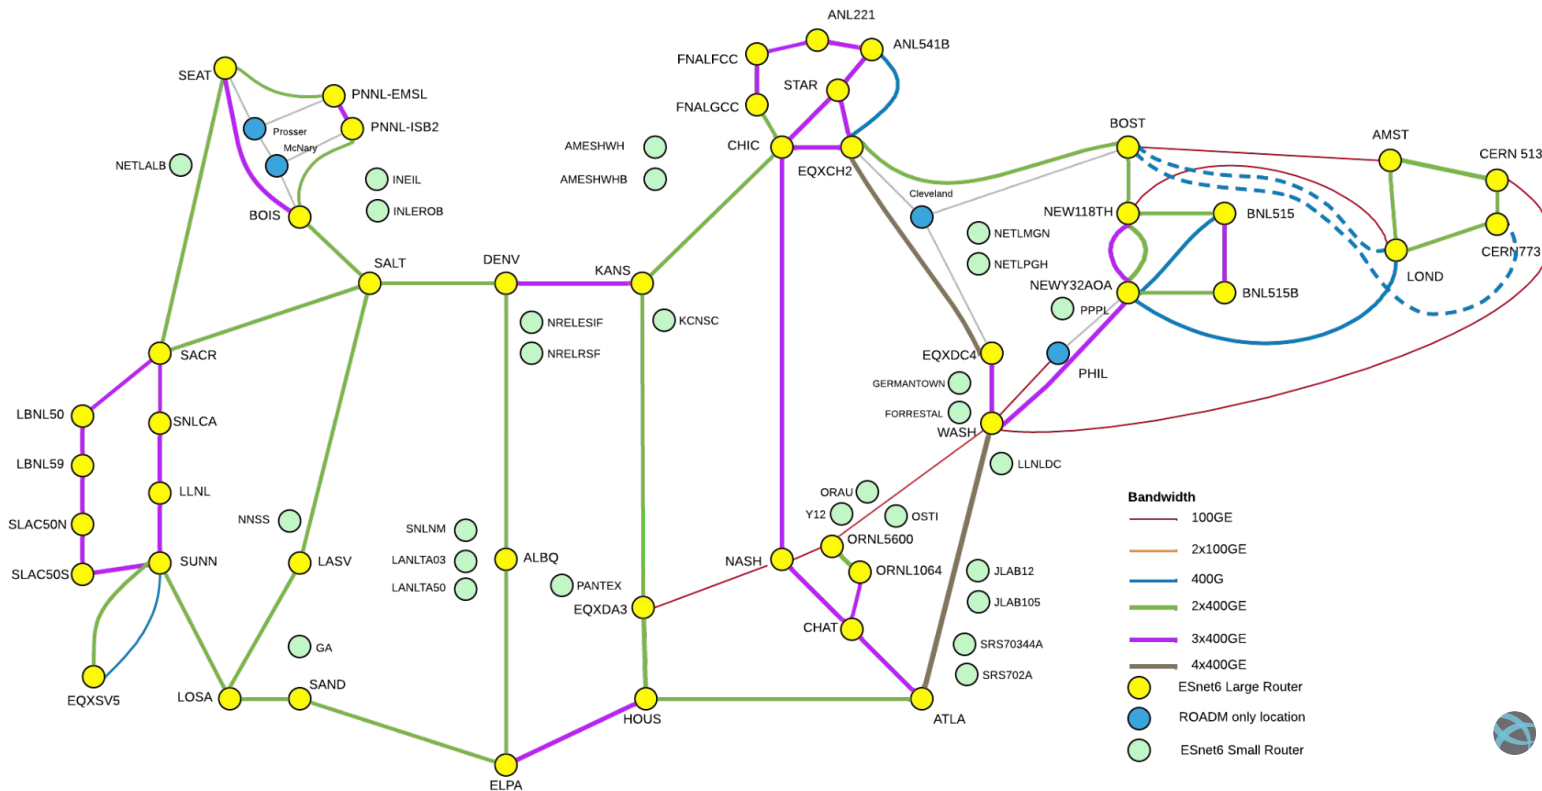 ANL221
ANL541B
FNALFCC
SEAT
STAR
PNNL-EMSL
FNALGCC
PNNL-ISB2
Prosser
BOST
AMST
McNary
AMESHWH
CHIC
CERN 513
NETLALB
EQXCH2
INEIL
AMESHWHB
Cleveland
BOIS
INLEROB
NEW118TH
BNL515
NETLMGN
CERN773
SALT
DENV
KANS
NETLPGH
LOND
NEWY32AOA
BNL515B
PPPL
NRELESIF
KCNSC
SACR
NRELRSF
EQXDC4
PHIL
GERMANTOWN
LBNL50
SNLCA
FORRESTAL
WASH
LBNL59
LLNLDC
LLNL
ORAU
Bandwidth
SLAC50N
NNSS
Y12
OSTI
100GE
SNLNM
ORNL5600
2x100GE
SLAC50S
SUNN
LASV
LANLTA03
ALBQ
NASH
ORNL1064
JLAB12
400G
LANLTA50
PANTEX
EQXDA3
JLAB105
2x400GE
CHAT
3x400GE
GA
SRS70344A
4x400GE
SRS702A
SAND
ESnet6 Large Router
EQXSV5
LOSA
HOUS
ATLA
ROADM only location
ESnet6 Small Router
ELPA